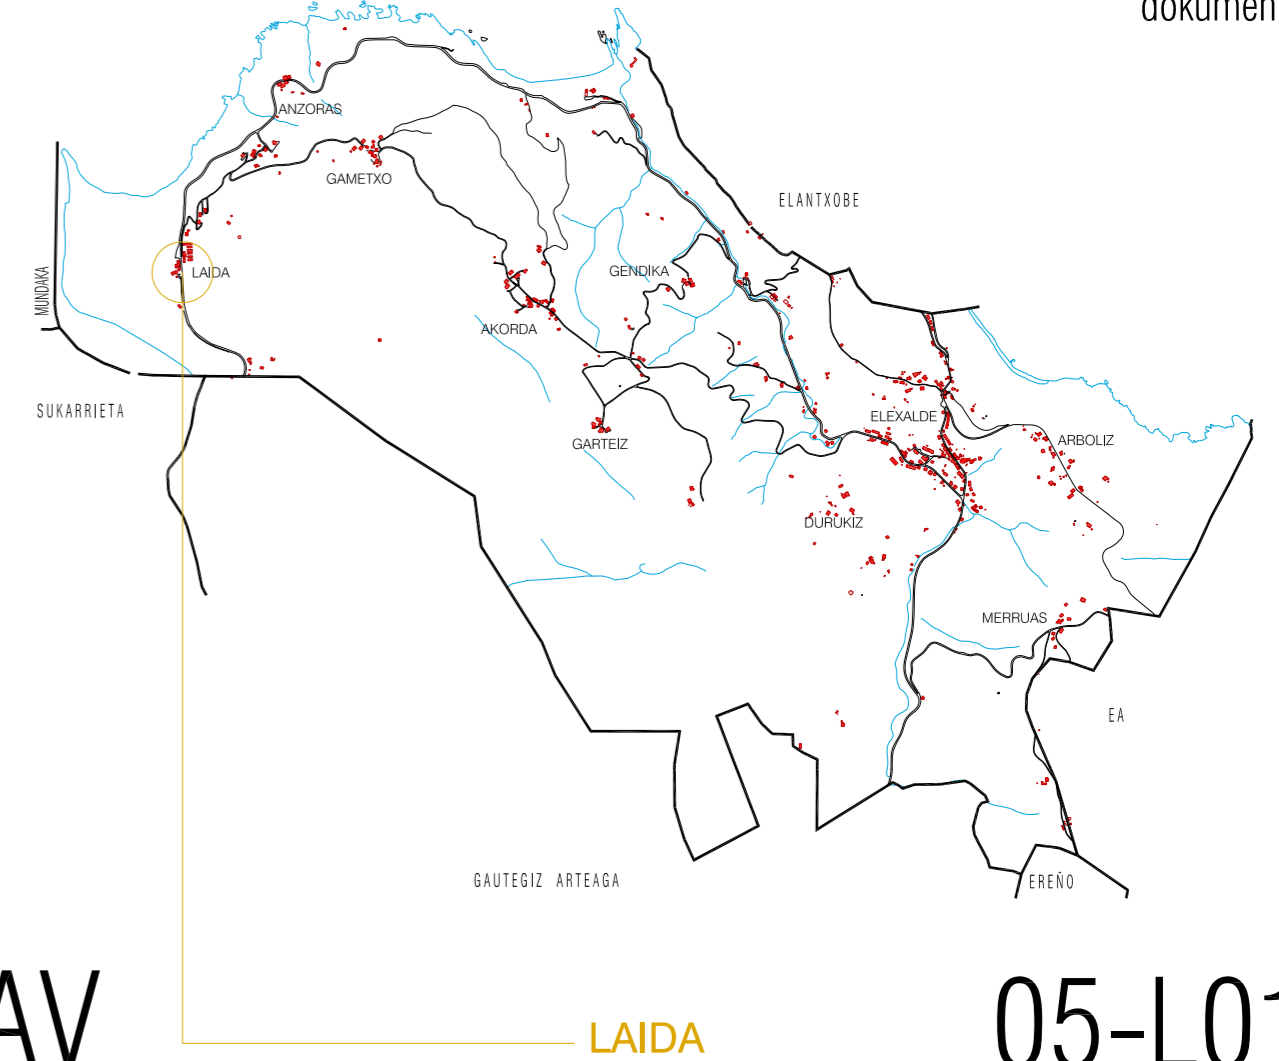 dokumen
ANZORAS
GAMETXO
ELANTXOBE
MUNDAKA
LAIDA
GENDIKA
AKORDA
SUKARRIETA
ELEXALDE
GARTEIZ
ARBOLIZ
DURUKIZ
MERRUAS
EA
GAUTEGIZ ARTEAGA
EREÑO
AV
05-L01
LAIDA